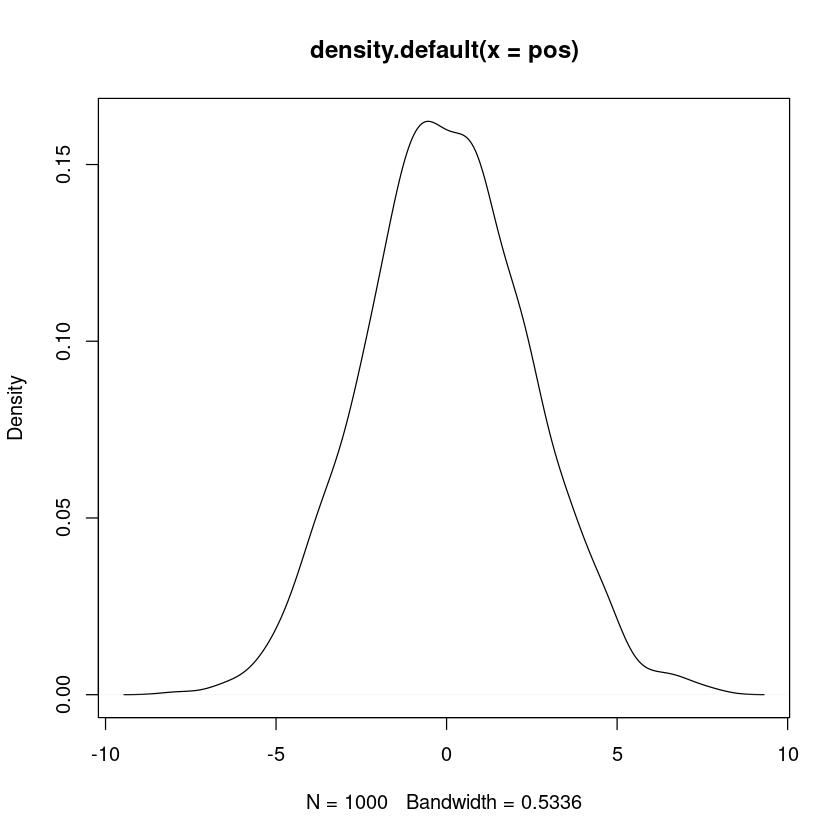 density.default(x = pos)
Density
0.15
0.10
0.05
0.00
-10 -5 0 5 10
N = 1000 Bandwidth = 0.5336